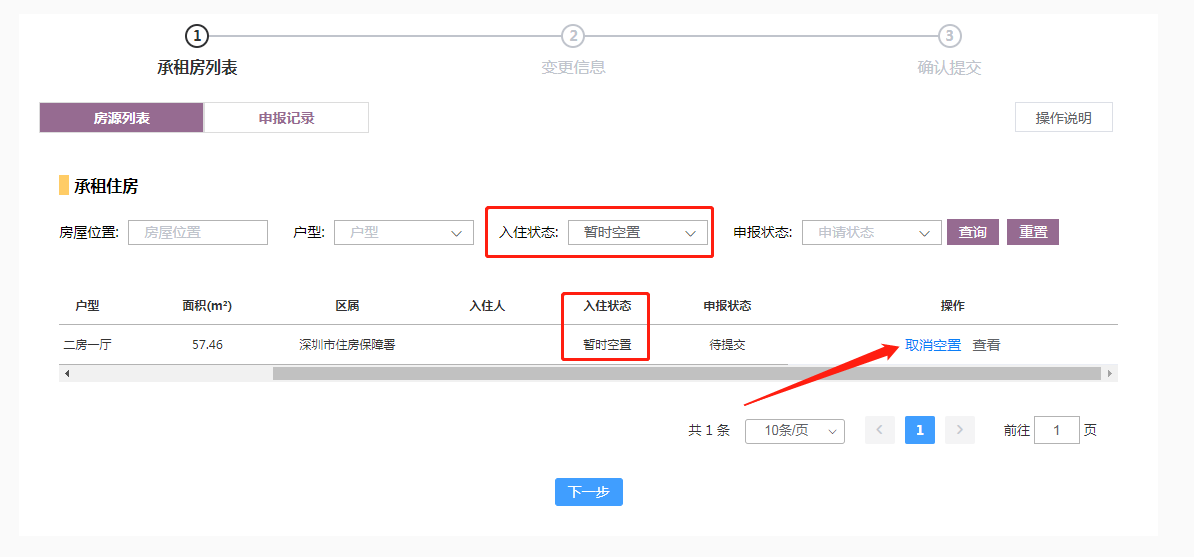 1 2 3
承租房列表 变更信息 确认提交
房源列表 申报记录 操作说明
承租住房
房屋位置: 房屋位置 户型: 户型 入住状态: 暂时空置 申报状态: 申请状态 查询 重置
户型 面积(m²) 区属 入住人 入住状态 申报状态 操作
二房一厅 57.46 深圳市住房保障署 暂时空置 待提交 取消空置 查看
共 1 条 10条/页 1 前往 1 页
下一步